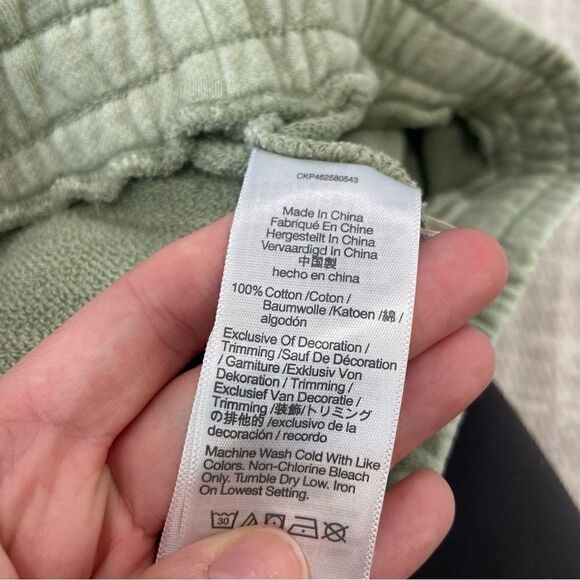 CKP462580543
Made In China
Fabriqué En Chine
Hergestellt In China
Vervaardigd In China
中国製
hecho en china
100% Cotton /Coton /
Baumwolle /Katoen /綿 /
algodón
Exclusive Of Decoration /
Trimming /Sauf De Décoration
/ Garniture /Exklusiv Von
Dekoration / Trimming /
Exclusief Van Decoratie /
Trimming /装飾/トリミング
の排他的 /exclusivo de la
decoración / recordo
Machine Wash Cold With Like
Colors. Non-Chlorine Bleach
Only. Tumble Dry Low. Iron
On Lowest Setting.
30